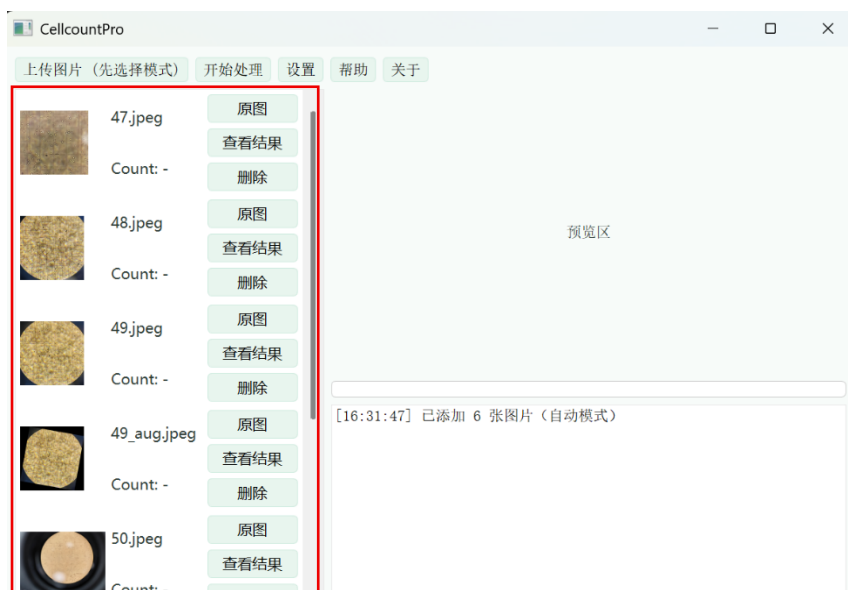 CellcountPro
上传图片（先选择模式） 开始处理 设置 帮助 关于
47.jpeg
Count: -
原图
查看结果
删除
48.jpeg
Count: -
原图
查看结果
删除
49.jpeg
Count: -
原图
查看结果
删除
49_aug.jpeg
Count: -
原图
查看结果
删除
50.jpeg
Count: -
原图
查看结果
预览区
[16:31:47] 已添加 6 张图片（自动模式）